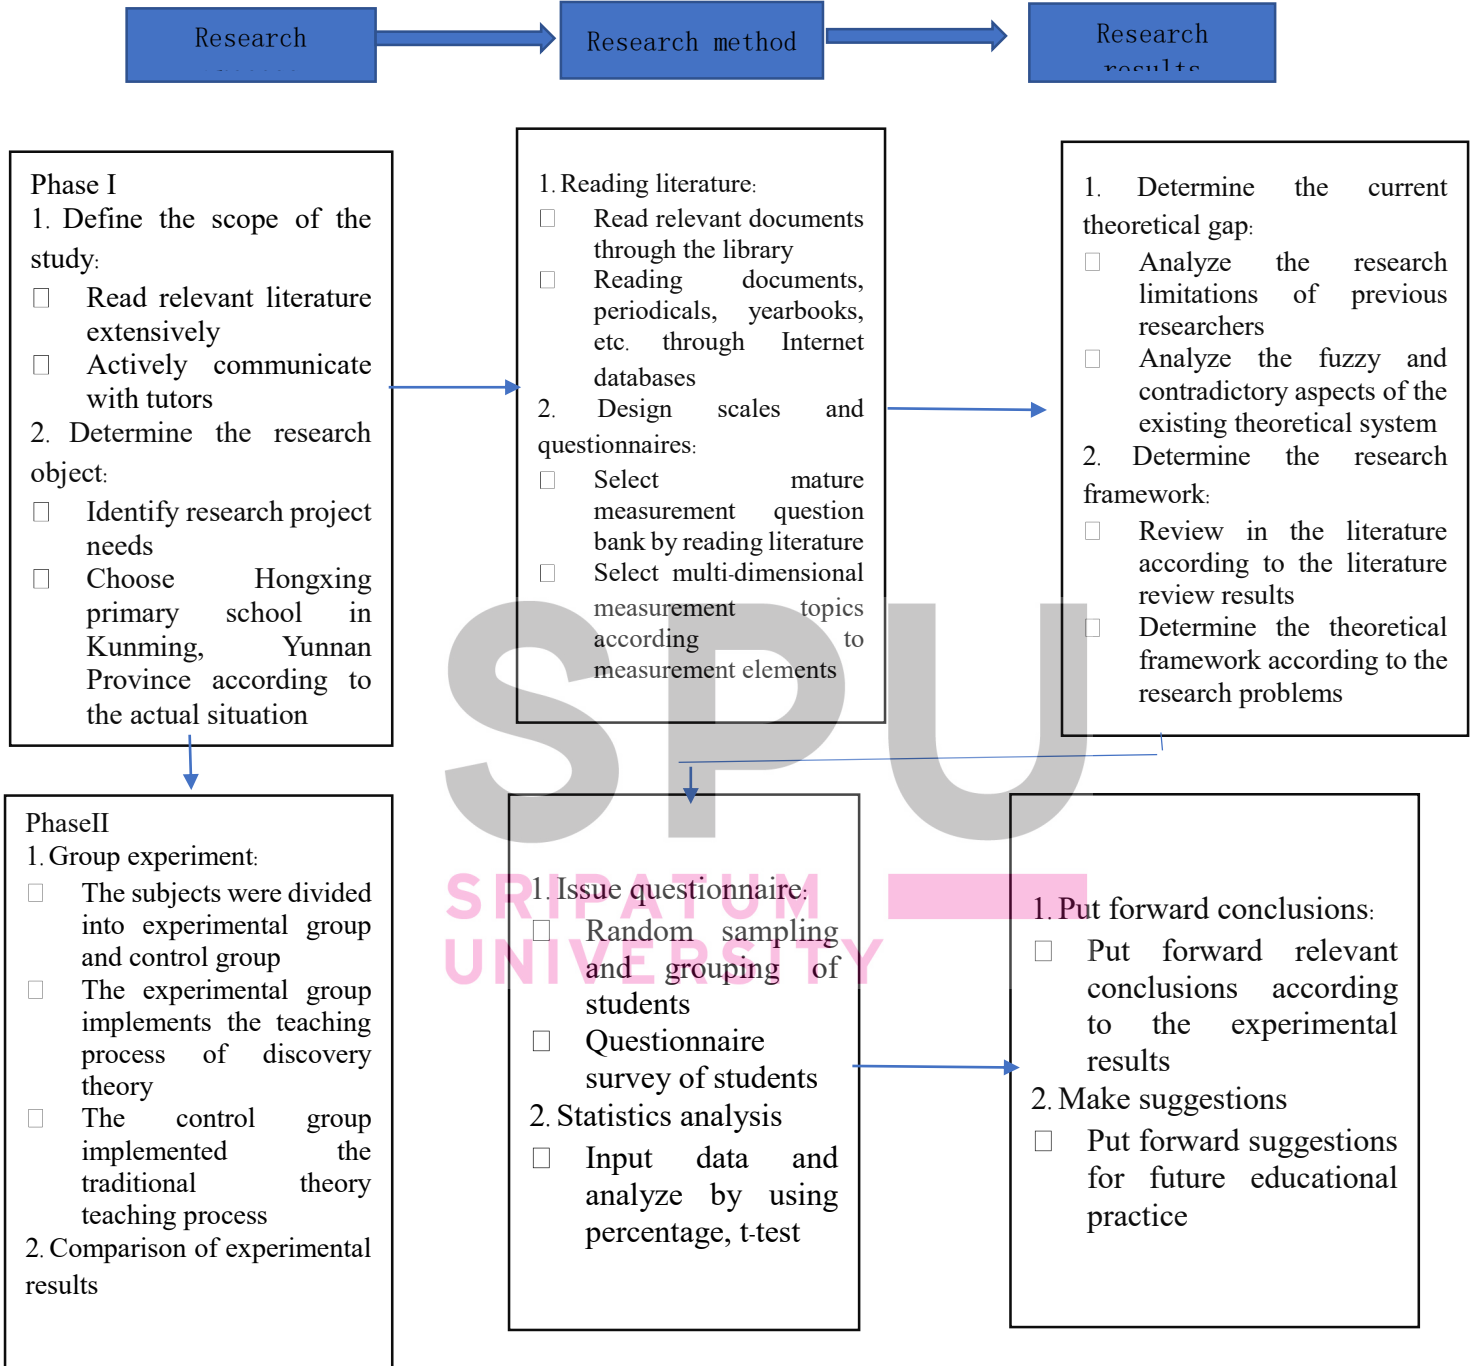 Research
Research method
Research
results
Phase I
1. Define the scope of the
study:
☐ Read relevant literature
extensively
☐ Actively communicate
with tutors
2. Determine the research
object:
☐ Identify research project
needs
☐ Choose Hongxing
primary school in
Kunming, Yunnan
Province according to
the actual situation
1. Reading literature:
☐ Read relevant documents
through the library
☐ Reading documents,
periodicals, yearbooks,
etc. through Internet
databases
2. Design scales and
questionnaires:
☐ Select mature
measurement question
bank by reading literature
☐ Select multi-dimensional
measurement topics
according to
measurement elements
1. Determine the current
theoretical gap:
☐ Analyze the research
limitations of previous
researchers
☐ Analyze the fuzzy and
contradictory aspects of the
existing theoretical system
2. Determine the research
framework:
☐ Review in the literature
according to the literature
review results
☐ Determine the theoretical
framework according to the
research problems
PhaseII
1. Group experiment:
☐ The subjects were divided
into experimental group
and control group
☐ The experimental group
implements the teaching
process of discovery
theory
☐ The control group
implemented the
traditional theory
teaching process
2. Comparison of experimental
results
1. Issue questionnaire:
☐ Random sampling
and grouping of
students
☐ Questionnaire
survey of students
2. Statistics analysis
☐ Input data and
analyze by using
percentage, t-test
1. Put forward conclusions:
☐ Put forward relevant
conclusions according
to the experimental
results
2. Make suggestions
☐ Put forward suggestions
for future educational
practice
SPU
SRIPATUM
UNIVERSITY